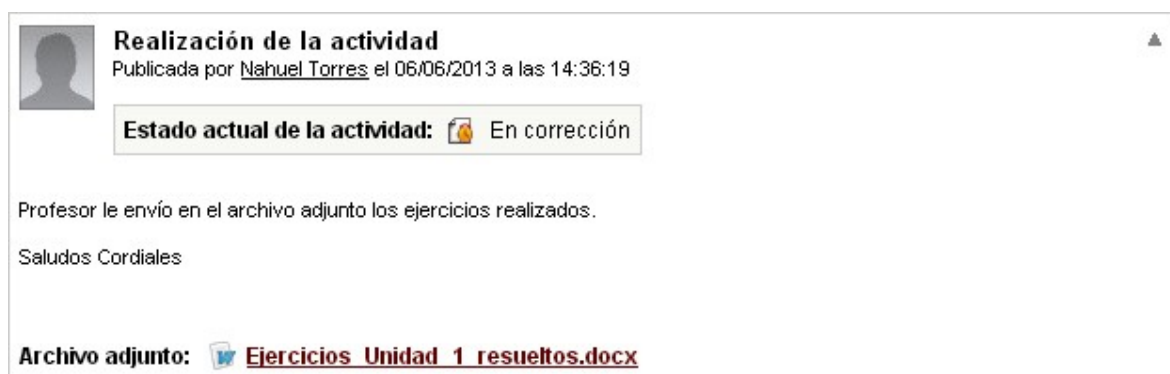 Realización de la actividad
Publicada por Nahuel Torres el 06/06/2013 a las 14:36:19
Estado actual de la actividad: En corrección
Profesor le envío en el archivo adjunto los ejercicios realizados.
Saludos Cordiales
Archivo adjunto: Ejercicios_Unidad_1_resueltos.docx